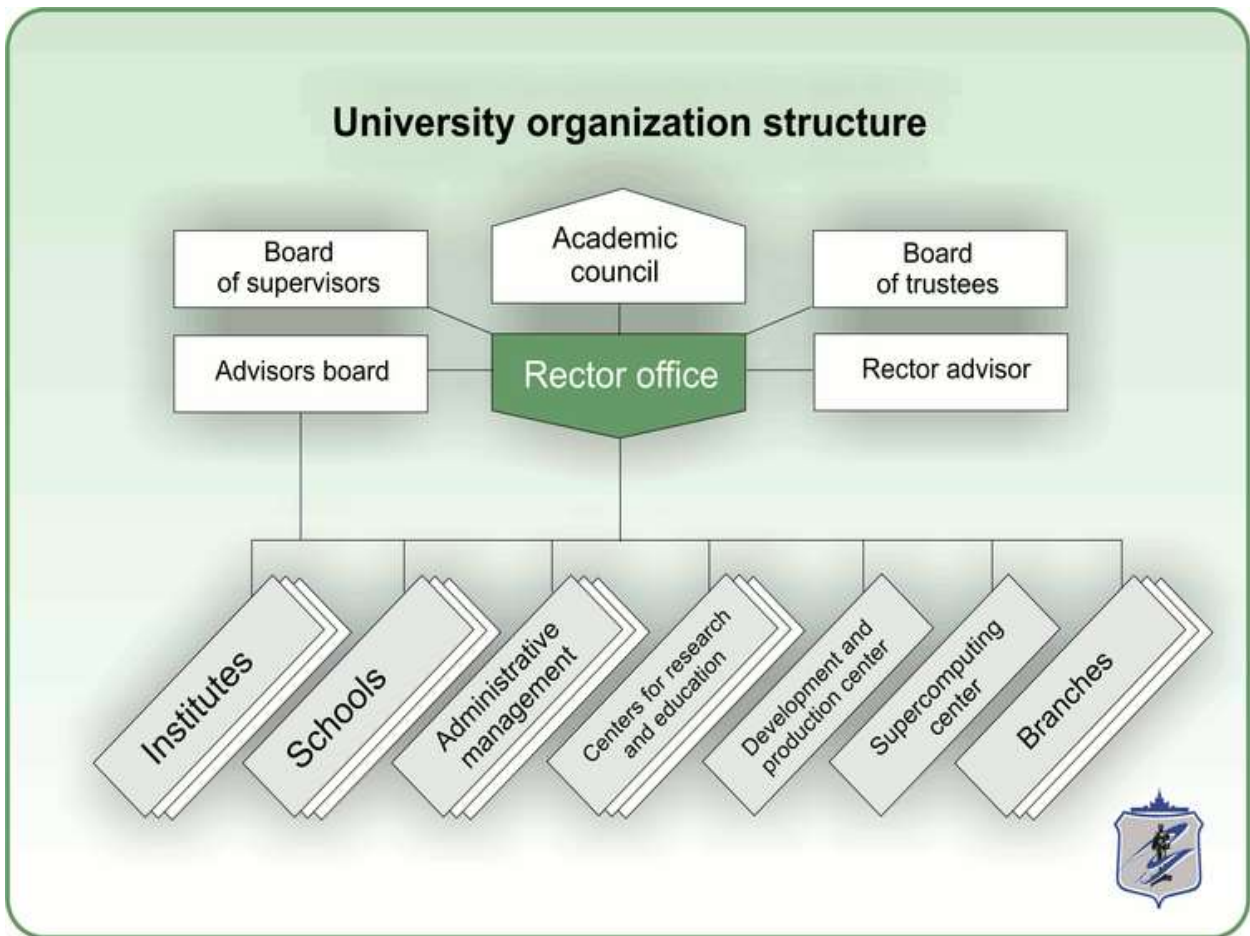 University organization structure
Board
of supervisors
Academic
council
Board
of trustees
Advisors board
Rector office
Rector advisor
Institutes
Schools
Administrative
management
Centers for research
and education
Development and
production center
Supercomputing
center
Branches